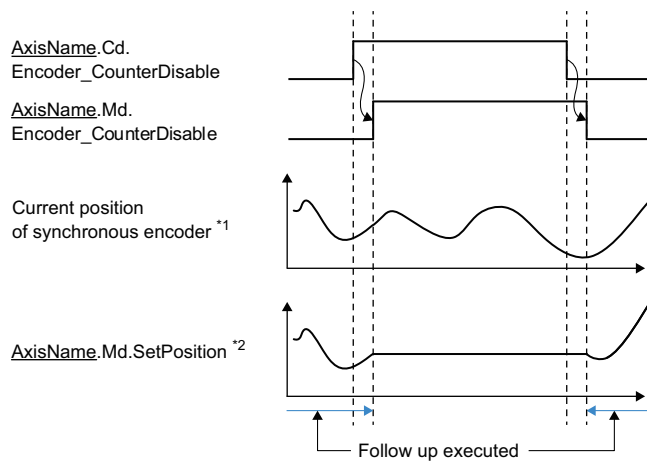 AxisName.Cd.
Encoder_CounterDisable
AxisName.Md.
Encoder_CounterDisable
Current position
of synchronous encoder *1
AxisName.Md.SetPosition *2
Follow up executed